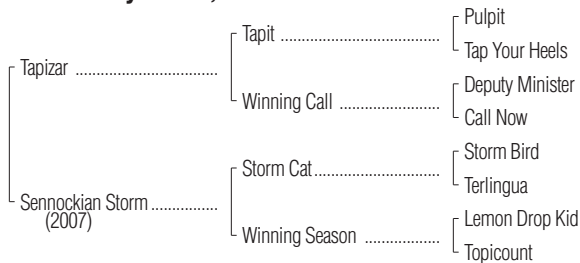 Pulpit
Tapit ........................................
Tap Your Heels
Tapizar ....................................
Deputy Minister
Winning Call ..........................
Call Now
Storm Bird
Storm Cat................................
Terlingua
Sennockian Storm .................
(2007)
Lemon Drop Kid
Winning Season ...................
Topicount